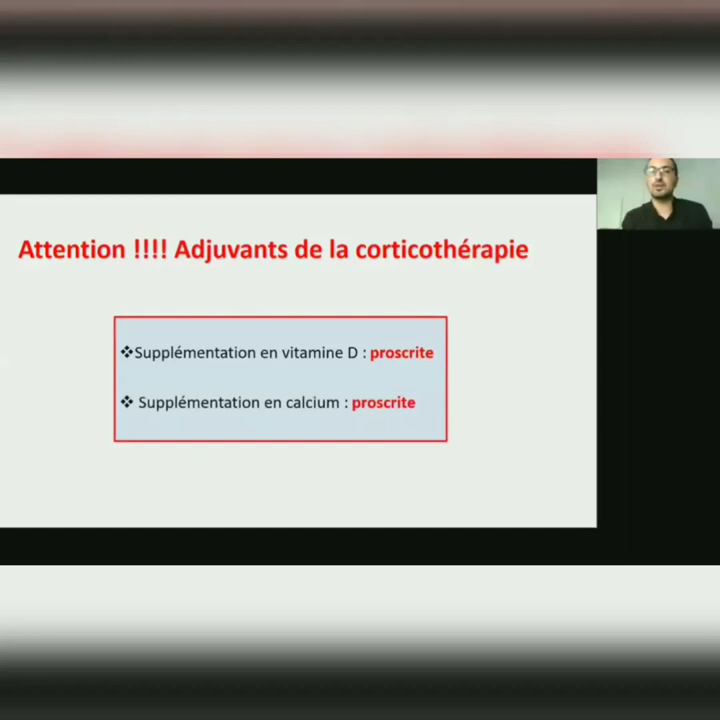 Attention !!!! Adjuvants de la corticothérapie
❖Supplémentation en vitamine D : proscrite
❖ Supplémentation en calcium : proscrite